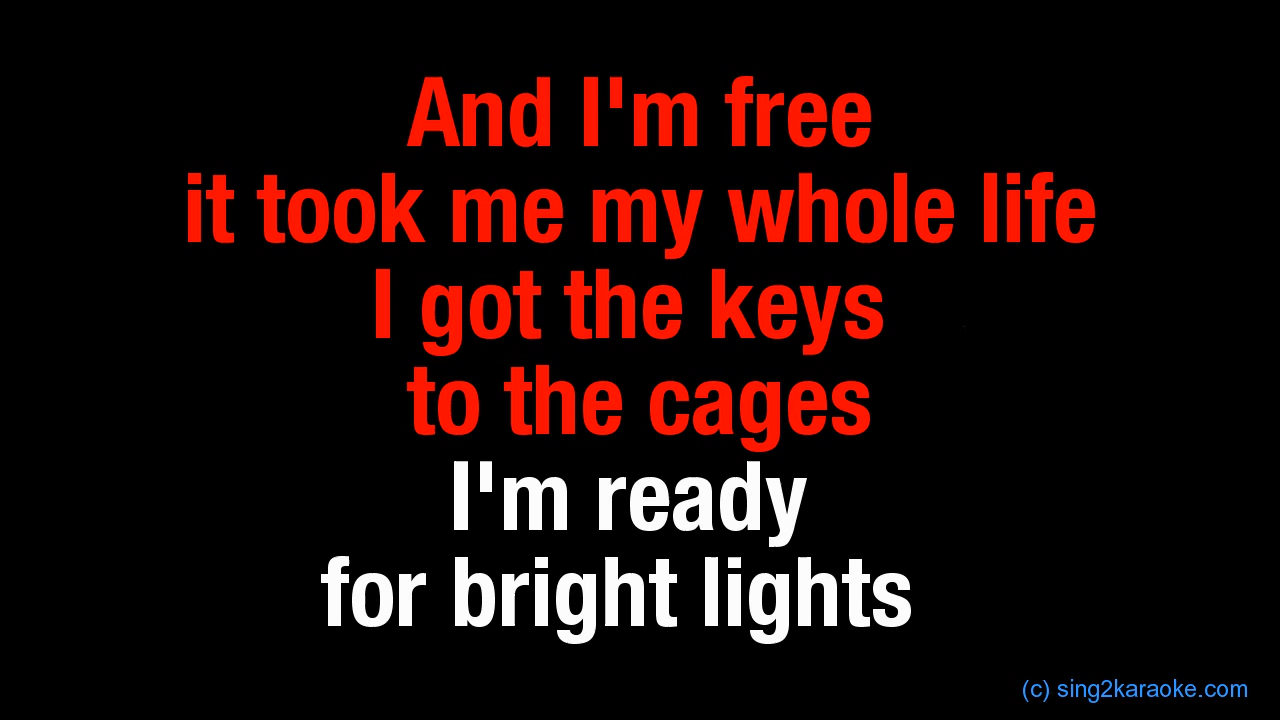 And I'm free
it took me my whole life
I got the keys
to the cages
I'm ready
for bright lights
(c) sing2karaoke.com